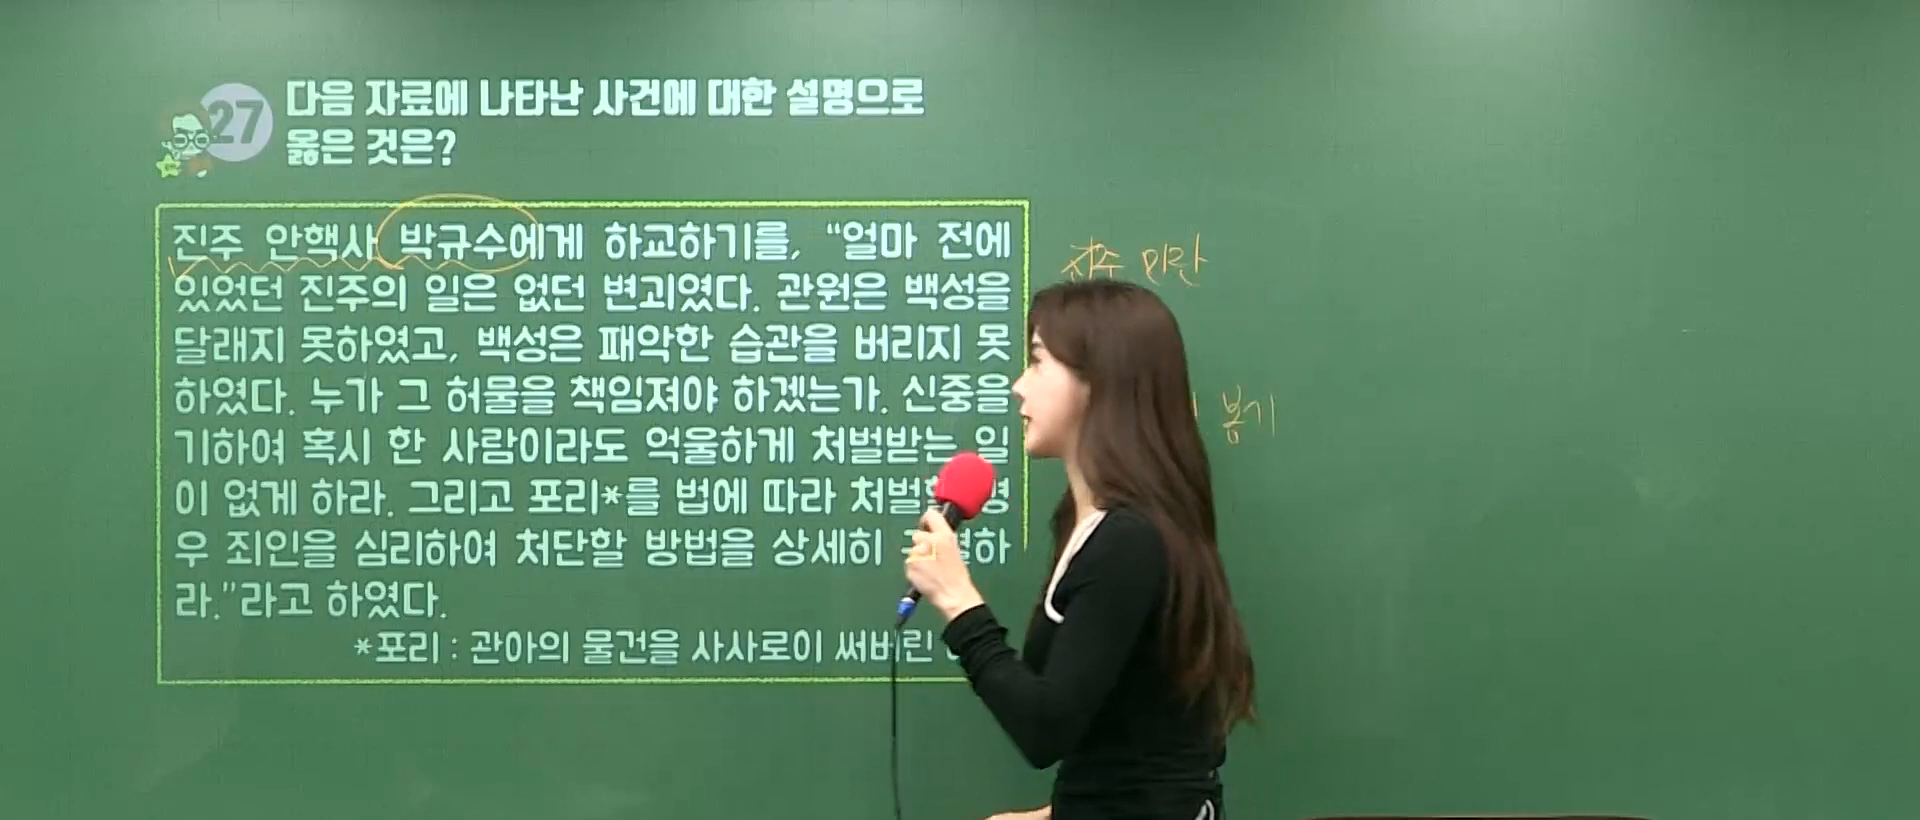 27 다음 자료에 나타난 사건에 대한 설명으로
옳은 것은?
진주 안핵사 박규수에게 하교하기를, “얼마 전에
있었던 진주의 일은 없던 변괴였다. 관원은 백성을
달래지 못하였고, 백성은 패악한 습관을 버리지 못
하였다. 누가 그 허물을 책임져야 하겠는가. 신중을
기하여 혹시 한 사람이라도 억울하게 처벌받는 일
이 없게 하라. 그리고 포리*를 법에 따라 처벌할
우 죄인을 심리하여 처단할 방법을 상세히
라.”라고 하였다.
*포리 : 관아의 물건을 사사로이 써버린
진주 민란
봉기